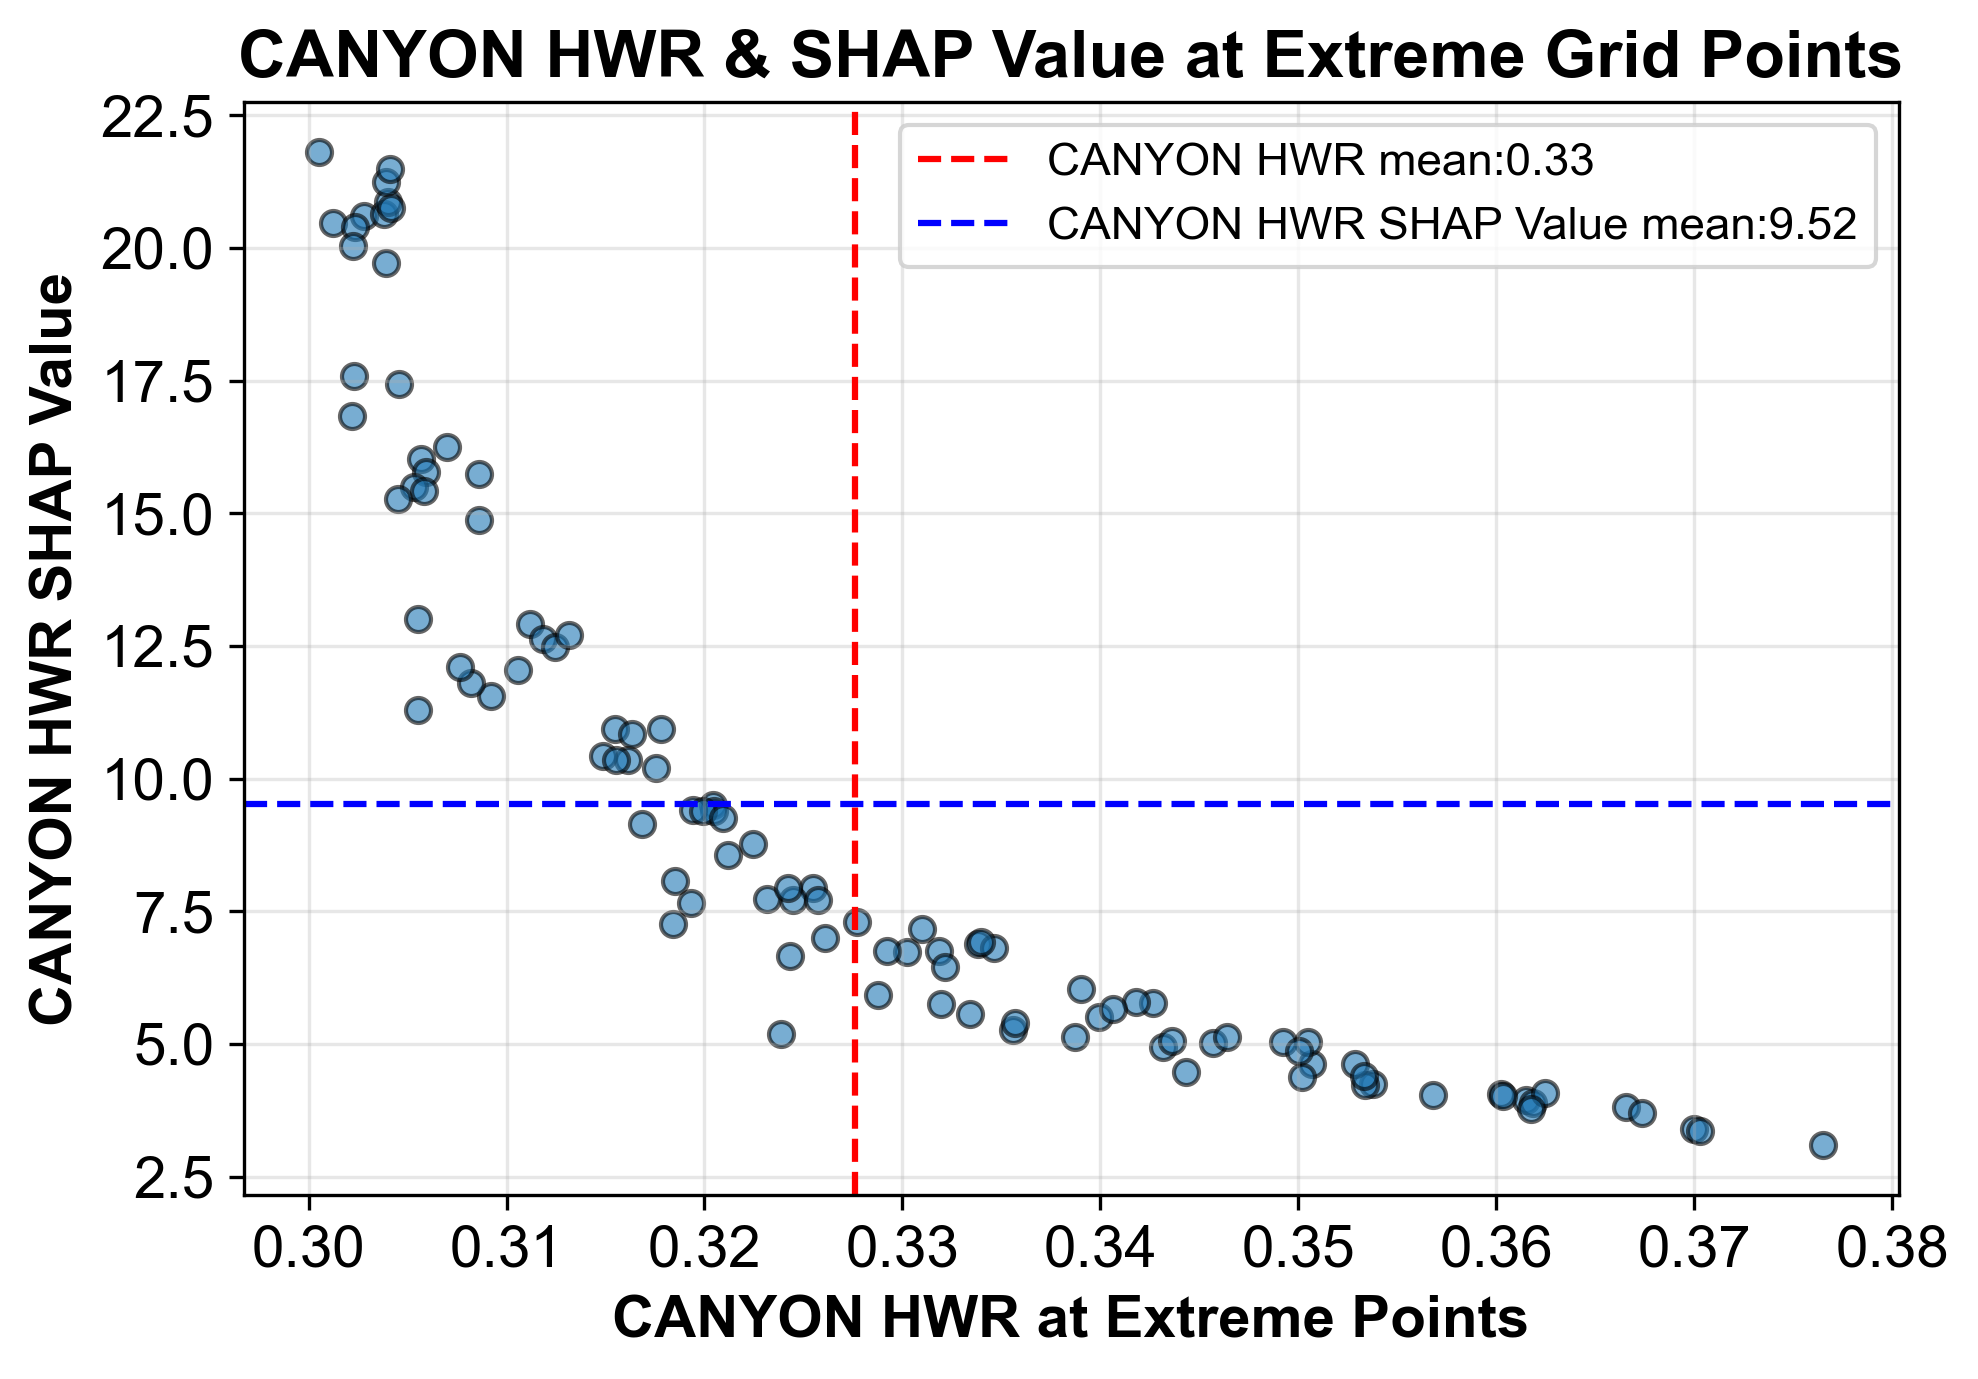 CANYON HWR & SHAP Value at Extreme Grid Points
CANYON HWR mean:0.33
CANYON HWR SHAP Value mean:9.52
CANYON HWR SHAP Value
22.5
20.0
17.5
15.0
12.5
10.0
7.5
5.0
2.5
0.30 0.31 0.32 0.33 0.34 0.35 0.36 0.37 0.38
CANYON HWR at Extreme Points